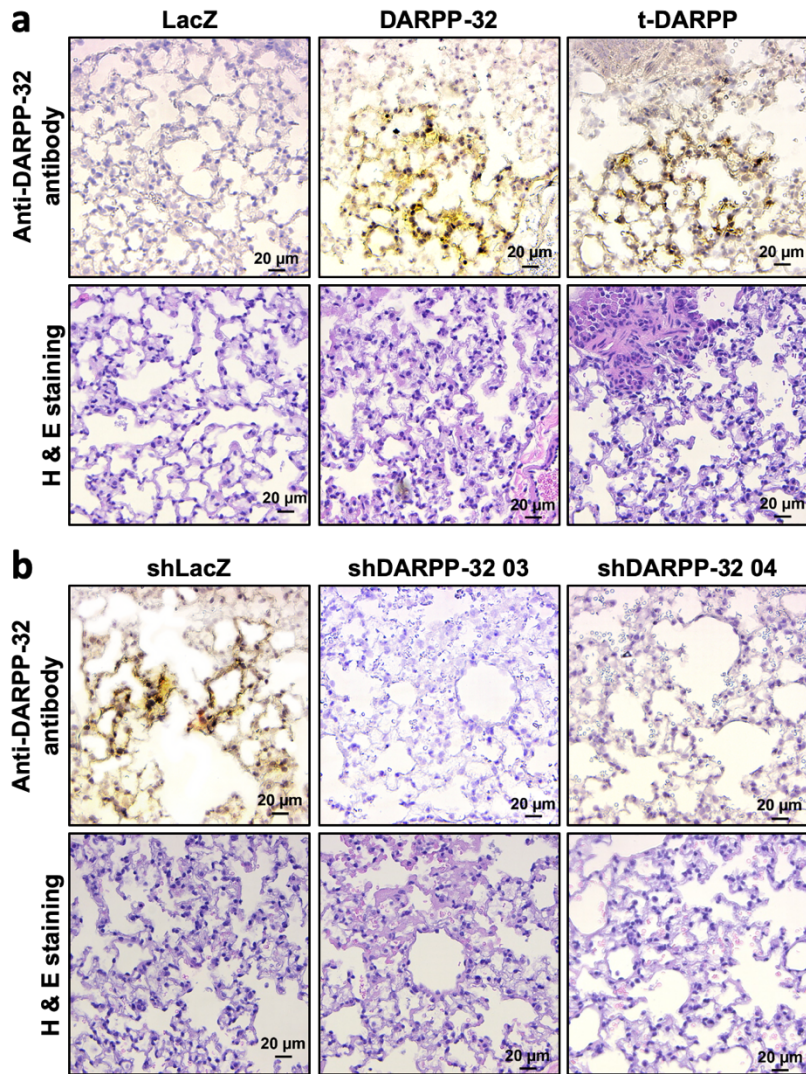 a
LacZ
DARPP-32
t-DARPP
Anti-DARPP-32
antibody
20 µm
20 µm
20 µm
H & E staining
20 µm
20 µm
20 µm
b
shLacZ
shDARPP-32 03
shDARPP-32 04
Anti-DARPP-32
antibody
20 µm
20 µm
20 µm
H & E staining
20 µm
20 µm
20 µm